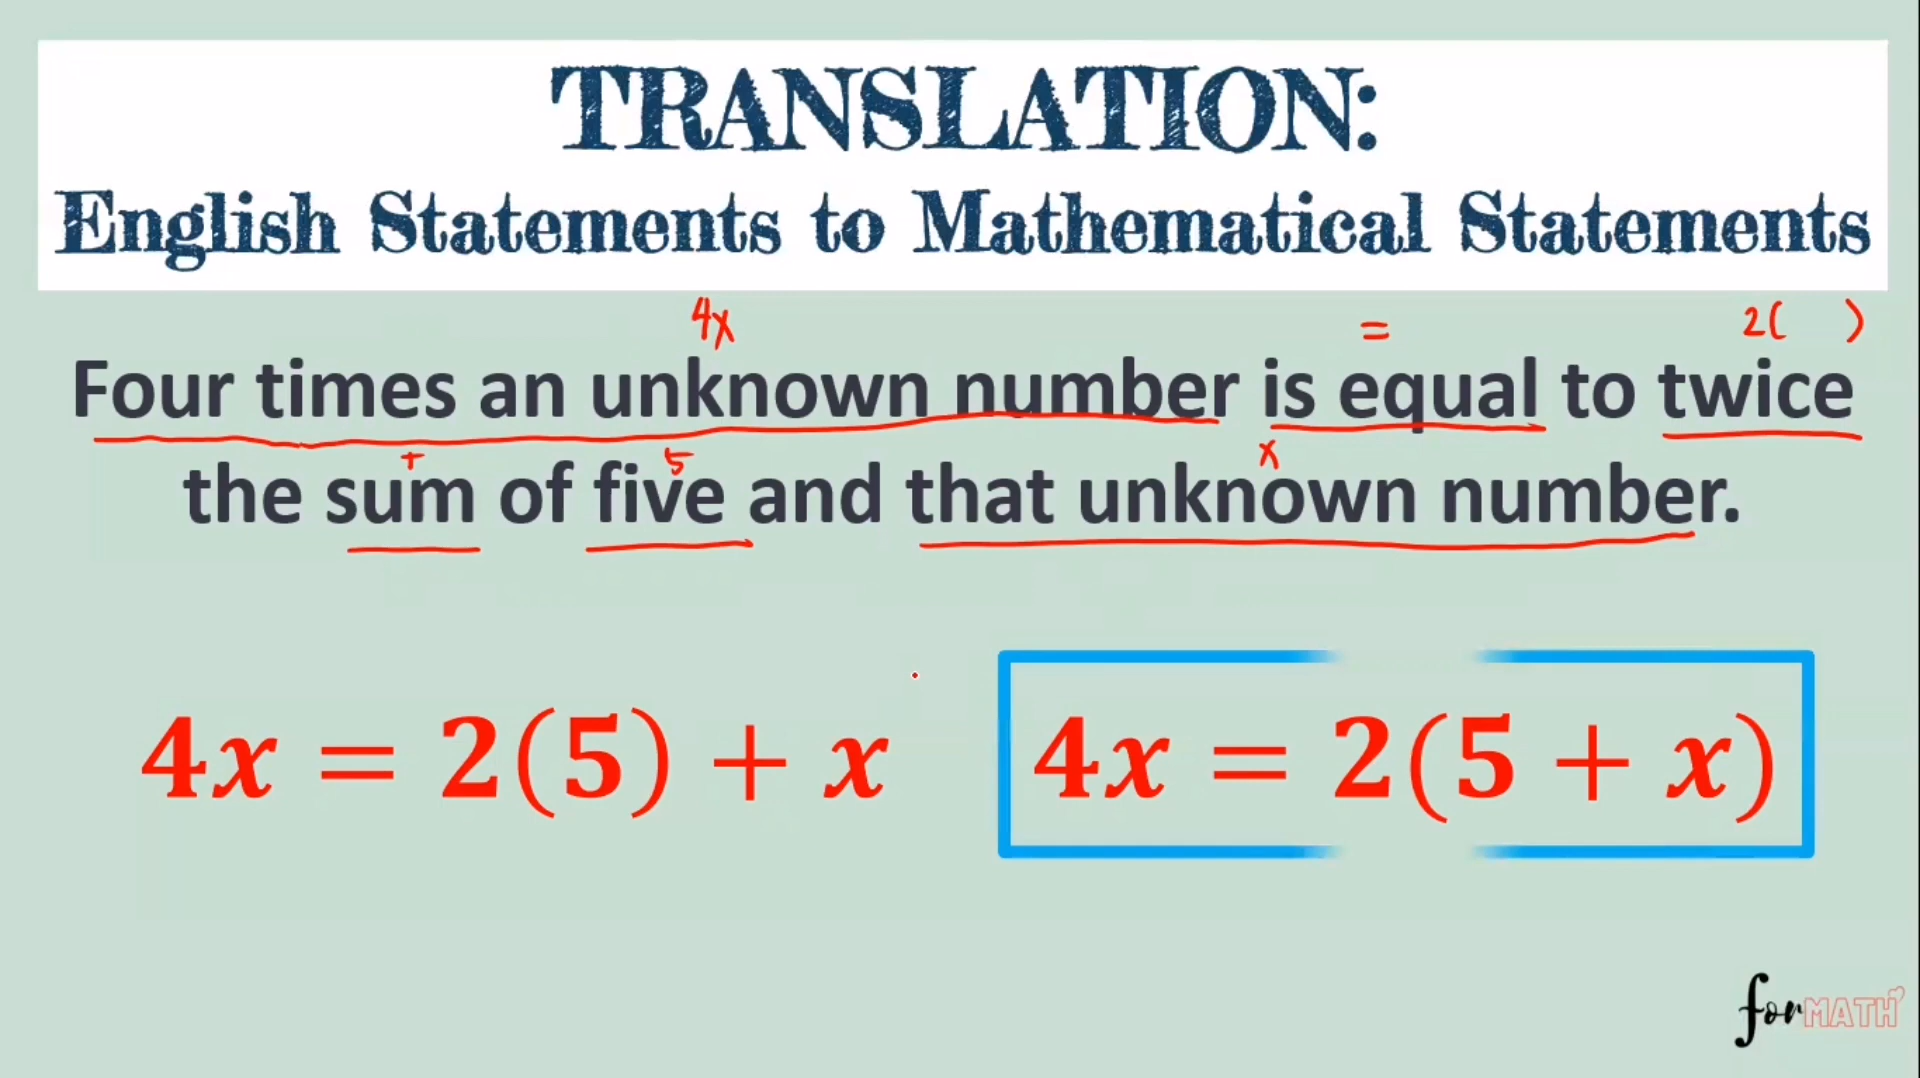 TRANSLATION:
English Statements to Mathematical Statements
4x = 2( )
Four times an unknown number is equal to twice
+ 5 x
the sum of five and that unknown number.
4x = 2(5) + x 4x = 2(5 + x)
forMATH